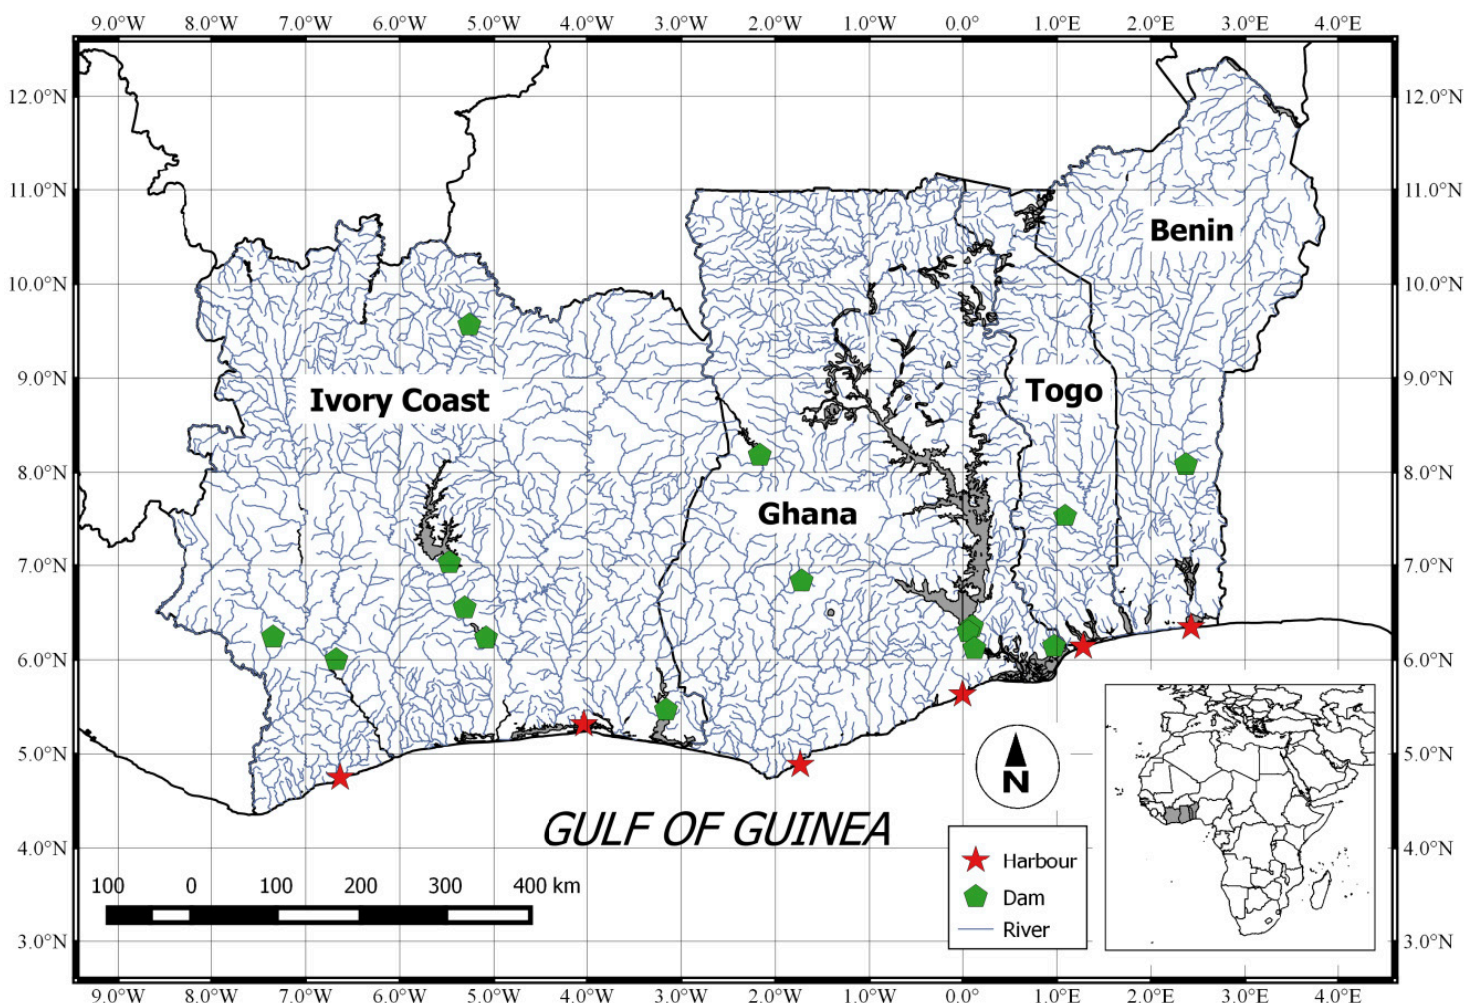 9.0°W 8.0°W 7.0°W 6.0°W 5.0°W 4.0°W 3.0°W 2.0°W 1.0°W 0.0° 1.0°E 2.0°E 3.0°E 4.0°E
12.0°N 12.0°N
11.0°N 11.0°N
Benin
10.0°N 10.0°N
9.0°N 9.0°N
Ivory Coast Togo
8.0°N 8.0°N
Ghana
7.0°N 7.0°N
6.0°N 6.0°N
5.0°N 5.0°N
N
GULF OF GUINEA
4.0°N 4.0°N
Harbour
100 0 100 200 300 400 km
Dam
River
3.0°N 3.0°N
9.0°W 8.0°W 7.0°W 6.0°W 5.0°W 4.0°W 3.0°W 2.0°W 1.0°W 0.0° 1.0°E 2.0°E 3.0°E 4.0°E